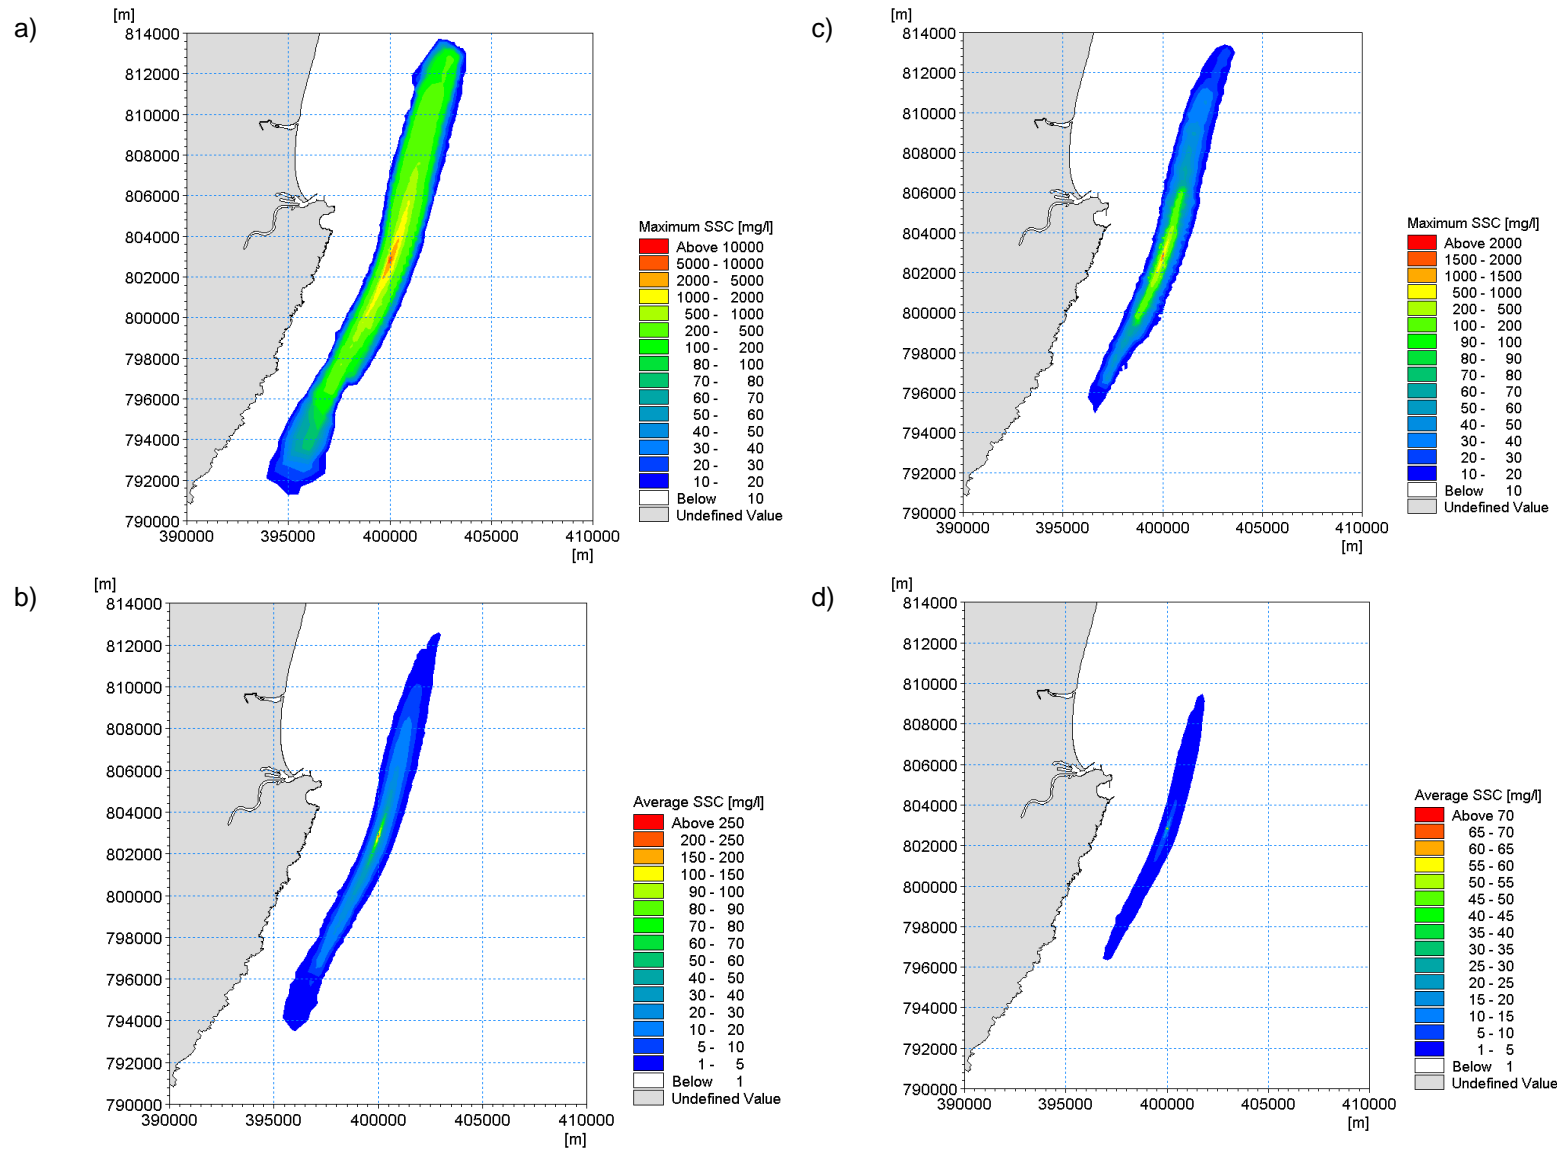 a)
[m]
814000
812000
810000
808000
806000
804000
802000
800000
798000
796000
794000
792000
790000
390000 395000 400000 405000 410000
[m]
Maximum SSC [mg/l]
Above 10000
5000 - 10000
2000 - 5000
1000 - 2000
500 - 1000
200 - 500
100 - 200
80 - 100
70 - 80
60 - 70
50 - 60
40 - 50
30 - 40
20 - 30
10 - 20
Below 10
Undefined Value
c)
[m]
814000
812000
810000
808000
806000
804000
802000
800000
798000
796000
794000
792000
790000
390000 395000 400000 405000 410000
[m]
Maximum SSC [mg/l]
Above 2000
1500 - 2000
1000 - 1500
500 - 1000
200 - 500
100 - 200
90 - 100
80 - 90
70 - 80
60 - 70
50 - 60
40 - 50
30 - 40
20 - 30
10 - 20
Below 10
Undefined Value
b)
[m]
814000
812000
810000
808000
806000
804000
802000
800000
798000
796000
794000
792000
790000
390000 395000 400000 405000 410000
[m]
Average SSC [mg/l]
Above 250
200 - 250
150 - 200
100 - 150
90 - 100
80 - 90
70 - 80
60 - 70
50 - 60
40 - 50
30 - 40
20 - 30
10 - 20
5 - 10
1 - 5
Below 1
Undefined Value
d)
[m]
814000
812000
810000
808000
806000
804000
802000
800000
798000
796000
794000
792000
790000
390000 395000 400000 405000 410000
[m]
Average SSC [mg/l]
Above 70
65 - 70
60 - 65
55 - 60
50 - 55
45 - 50
40 - 45
35 - 40
30 - 35
25 - 30
20 - 25
15 - 20
10 - 15
5 - 10
1 - 5
Below 1
Undefined Value